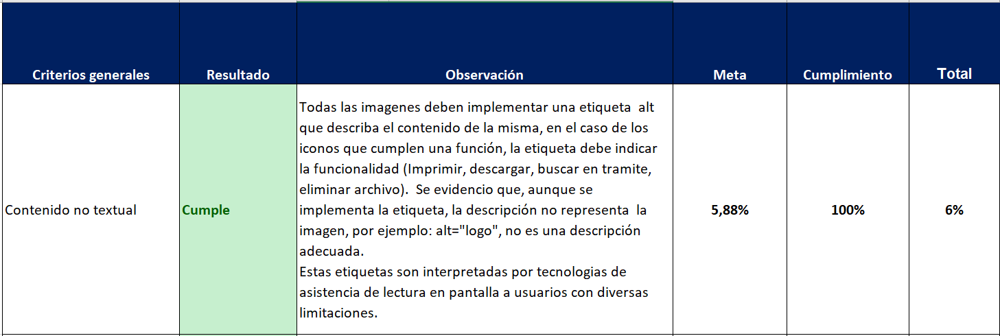 Criterios generales Resultado Observación Meta Cumplimiento Total
Todas las imagenes deben implementar una etiqueta  alt
que describa el contenido de la misma, en el caso de los
iconos que cumplen una función, la etiqueta debe indicar
la funcionalidad (Imprimir, descargar, buscar en tramite,
eliminar archivo).  Se evidencio que, aunque se
Contenido no textual
Cumple
implementa la etiqueta, la descripción no representa  la
5,88% 100% 6%
imagen, por ejemplo: alt="logo", no es una descripción
adecuada.
Estas etiquetas son interpretadas por tecnologias de
asistencia de lectura en pantalla a usuarios con diversas
limitaciones.